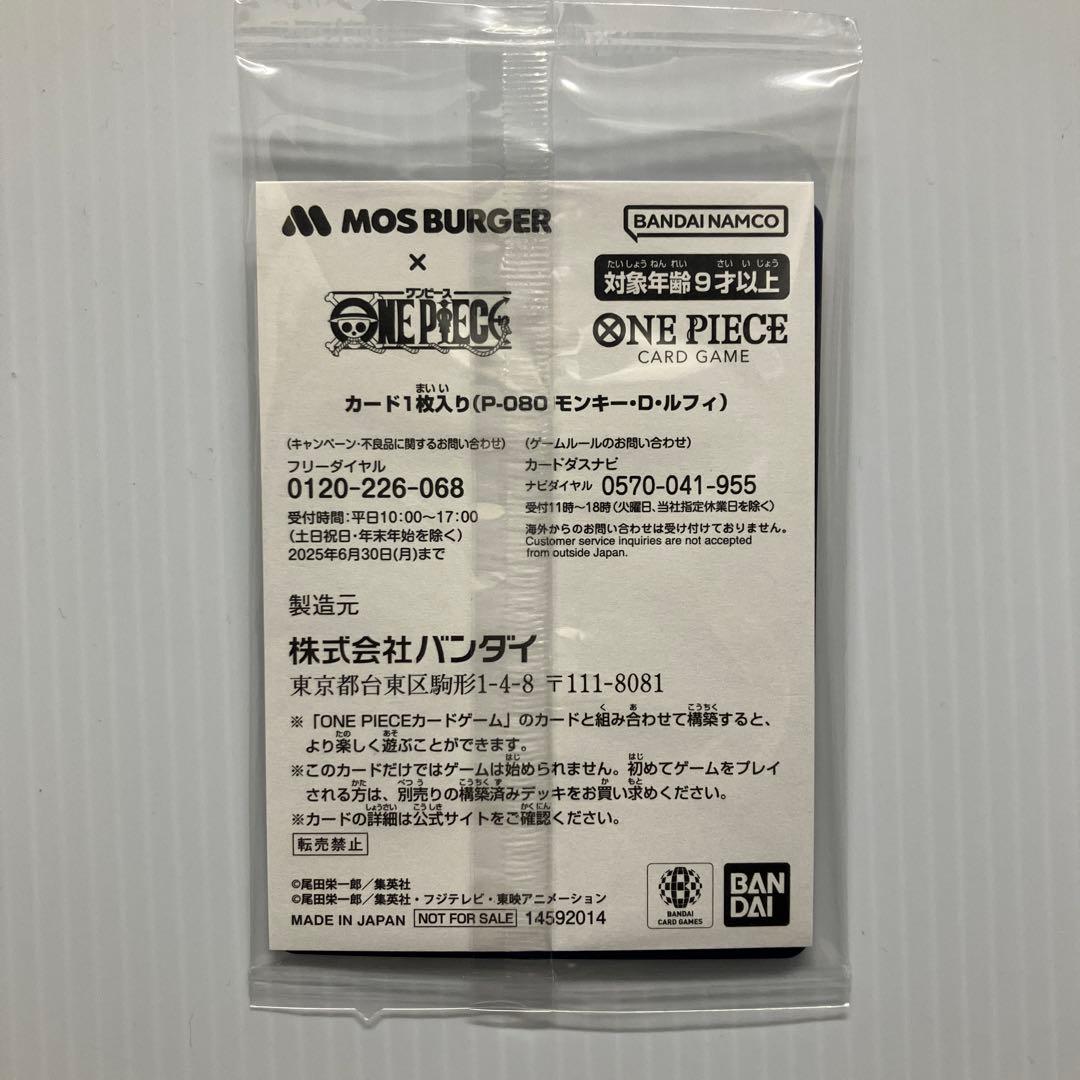 MOS BURGER
×
ワンピース
ONE PIECE
BANDAI NAMCO
たいしょうねんれい さいいじょう
対象年齢9才以上
ONE PIECE
CARD GAME
まいい
カード1枚入り(P-080 モンキー・D・ルフィ)
(キャンペーン・不良品に関するお問い合わせ)
フリーダイヤル
0120-226-068
受付時間:平日10:00～17:00
(土日祝日・年末年始を除く)
2025年6月30日(月)まで
(ゲームルールのお問い合わせ)
カードダスナビ
ナビダイヤル 0570-041-955
受付11時～18時(火曜日、当社指定休業日を除く)
海外からのお問い合わせは受け付けておりません。
Customer service inquiries are not accepted
from outside Japan.
製造元
株式会社バンダイ
東京都台東区駒形1-4-8 〒111-8081
く あ こうちく
※「ONE PIECEカードゲーム」のカードと組み合わせて構築すると、
たの あそ
より楽しく遊ぶことができます。
はじ はじ
※このカードだけではゲームは始められません。初めてゲームをプレイ
かた べつう こうちくず か もと
される方は、別売りの構築済みデッキをお買い求めください。
しょうさい こうしき かくにん
※カードの詳細は公式サイトをご確認ください。
転売禁止
©尾田栄一郎／集英社
©尾田栄一郎／集英社・フジテレビ・東映アニメーション
MADE IN JAPAN NOT FOR SALE 14592014
BANDAI
CARD GAMES
BAN
DAI